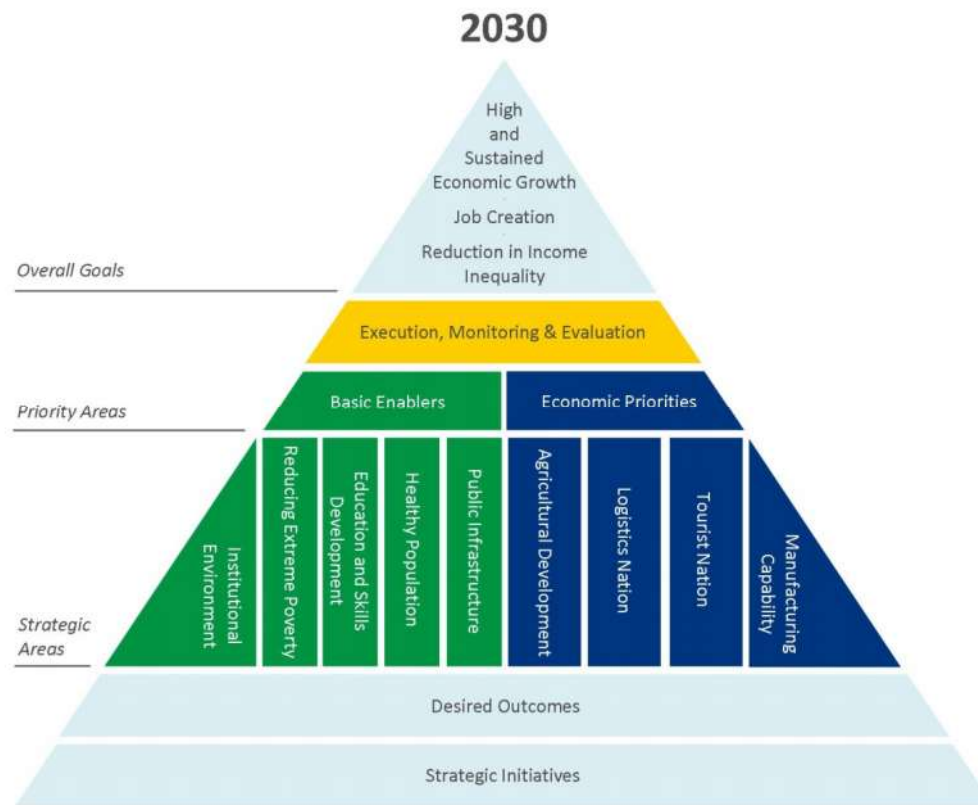 2030
High
and
Sustained
Economic Growth
Job Creation
Reduction in Income
Inequality
Overall Goals
Execution, Monitoring & Evaluation
Priority Areas
Basic Enablers
Economic Priorities
Strategic
Areas
Institutional
Environment
Reducing Extreme Poverty
Education and Skills
Development
Healthy Population
Public Infrastructure
Agricultural Development
Logistics Nation
Tourist Nation
Manufacturing
Capability
Desired Outcomes
Strategic Initiatives